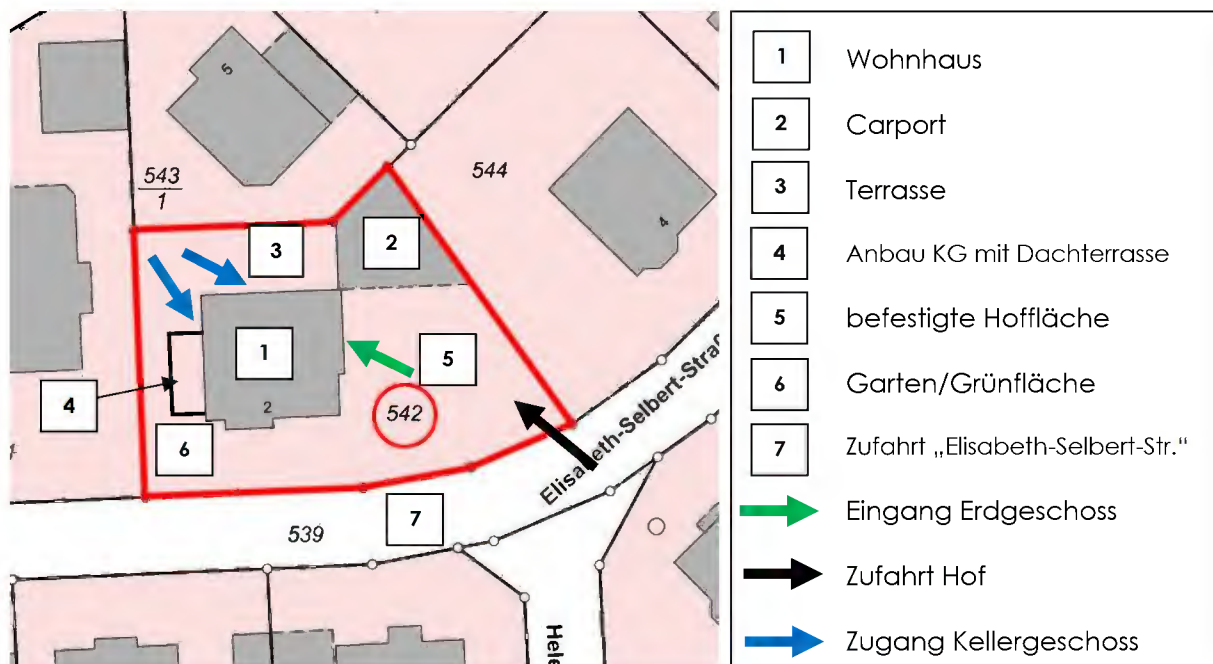 5
543
1
544
4
3
2
1
2
5
4
542
6
7
539
Elisabeth-Selbert-Straß
Hele
1 Wohnhaus
2 Carport
3 Terrasse
4 Anbau KG mit Dachterrasse
5 befestigte Hoffläche
6 Garten/Grünfläche
7 Zufahrt „Elisabeth-Selbert-Str.“
Eingang Erdgeschoss
Zufahrt Hof
Zugang Kellergeschoss